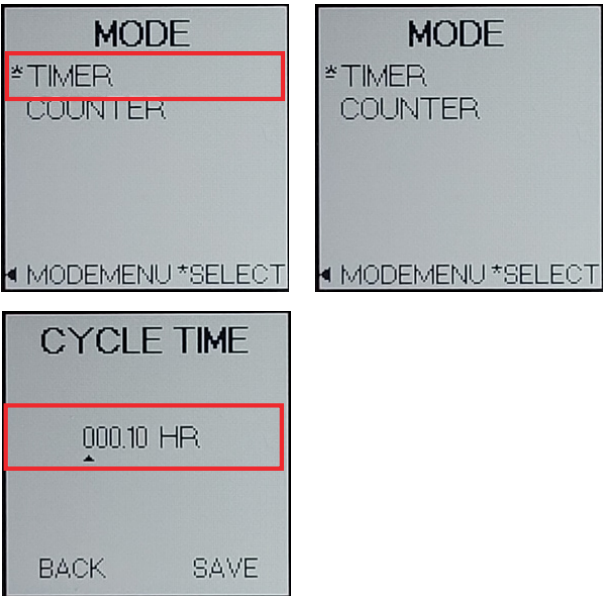 MODE
*TIMER
COUNTER
◄ MODEMENU *SELECT
MODE
*TIMER
COUNTER
◄ MODEMENU *SELECT
CYCLE TIME
000.10 HR
BACK SAVE